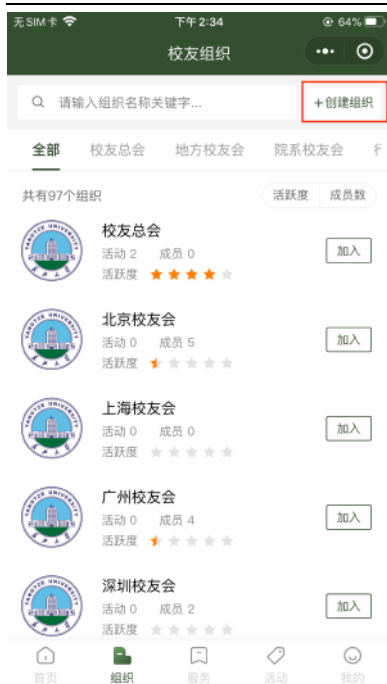 无SIM卡 下午2:34 64%
校友组织
请输入组织名称关键字... +创建组织
全部 校友总会 地方校友会 院系校友会
共有97个组织 活跃度 成员数
校友总会
活动 2 成员 0 加入
活跃度
北京校友会
活动 0 成员 5 加入
活跃度
上海校友会
活动 0 成员 0 加入
活跃度
广州校友会
活动 0 成员 4 加入
活跃度
深圳校友会
活动 0 成员 2 加入
活跃度
首页 组织 服务 活动 我的